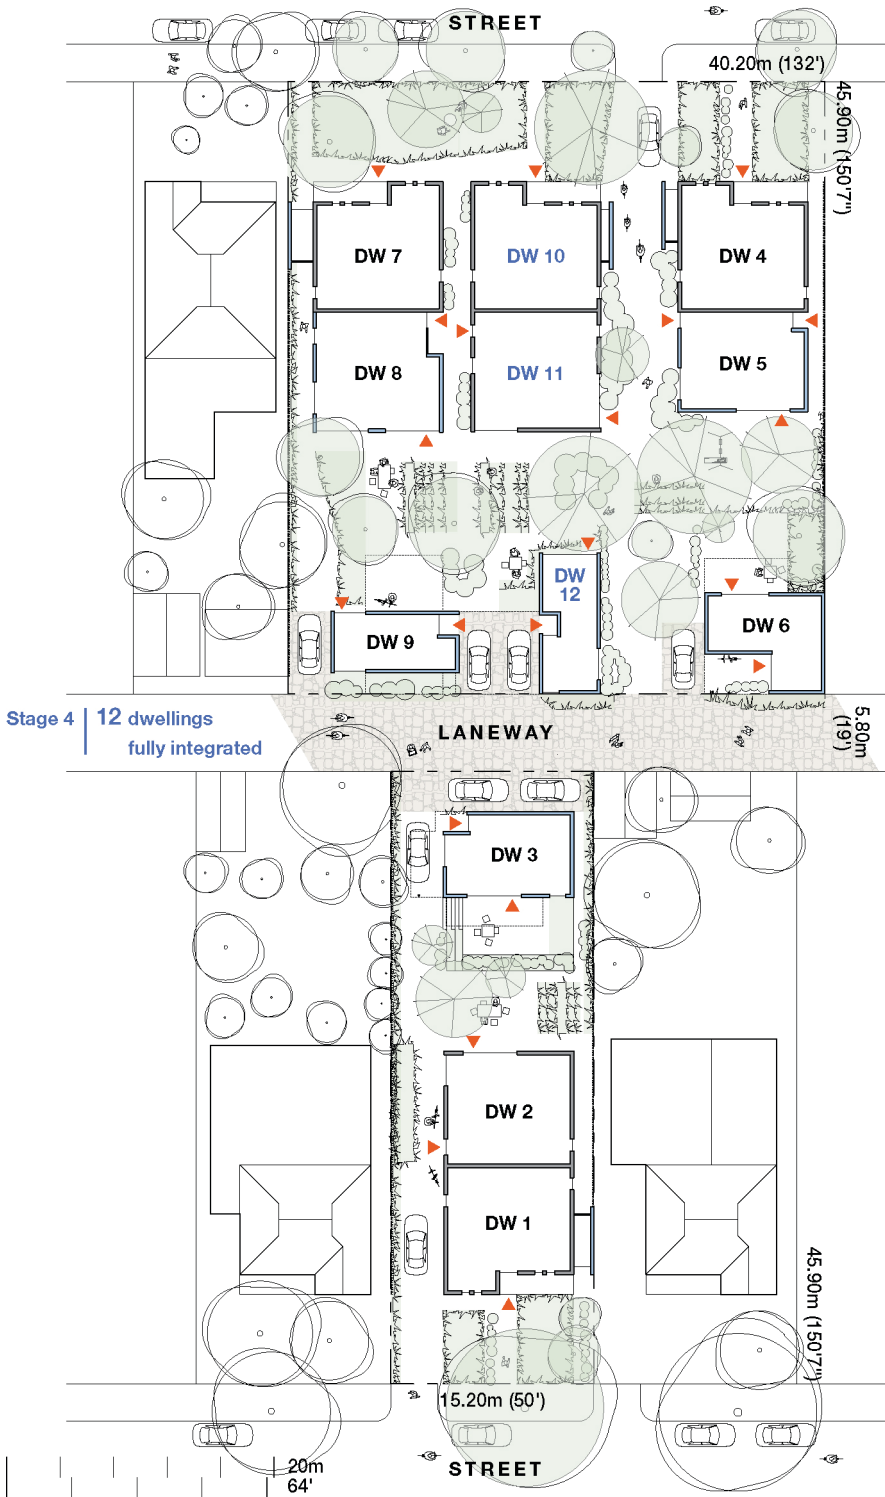 STREET
40.20m (132')
45.90m (150'7")
DW 7
DW 10
DW 4
DW 8
DW 11
DW 5
DW
12
DW 9
DW 6
Stage 4
12 dwellings
fully integrated
LANEWAY
5.80m
(19')
DW 3
DW 2
DW 1
45.90m (150'7")
15.20m (50')
STREET
20m
64'